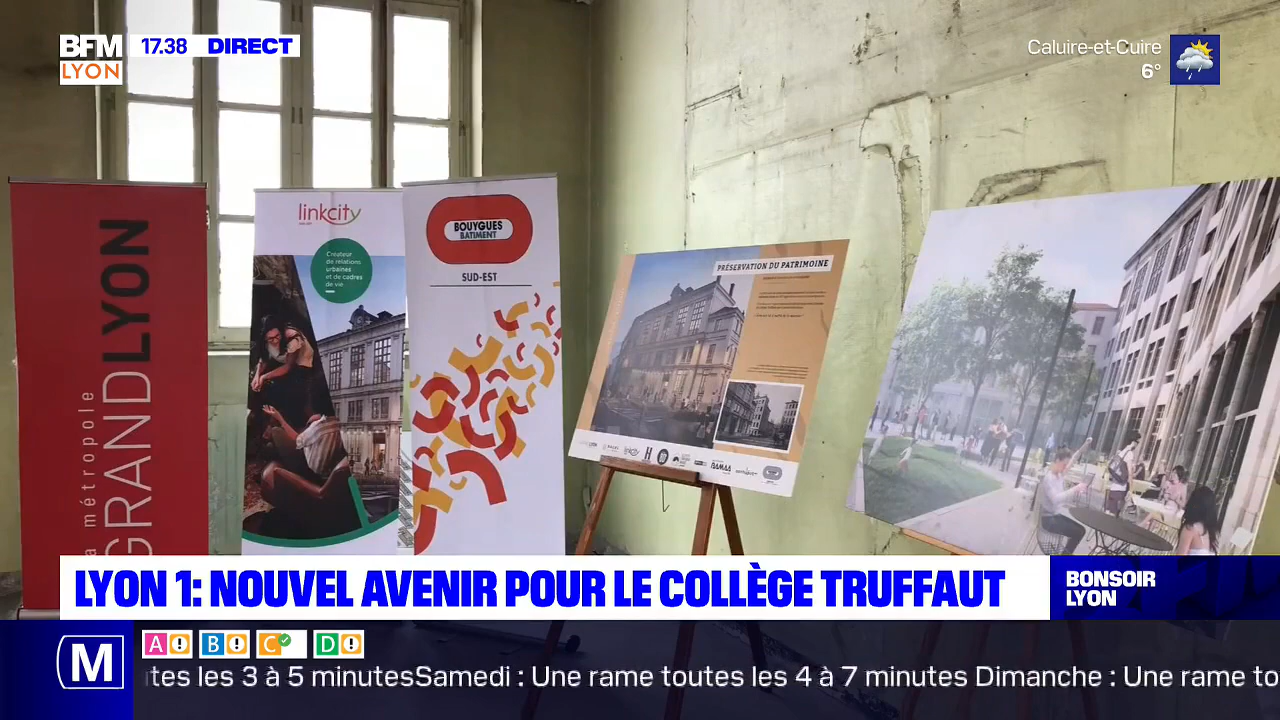 BFM
LYON
17.38 DIRECT
Caluire-et-Cuire
6°
la métropole
GRANDLYON
linkcity
Créateur
de relations
urbaines
et de cadres
de vie
BOUYGUES
BATIMENT
SUD-EST
PRÉSERVATION DU PATRIMOINE
LYON 1: NOUVEL AVENIR POUR LE COLLÈGE TRUFFAUT
BONSOIR
LYON
M
A ! B ! C D !
tes les 3 à 5 minutesSamedi : Une rame toutes les 4 à 7 minutes Dimanche : Une rame to